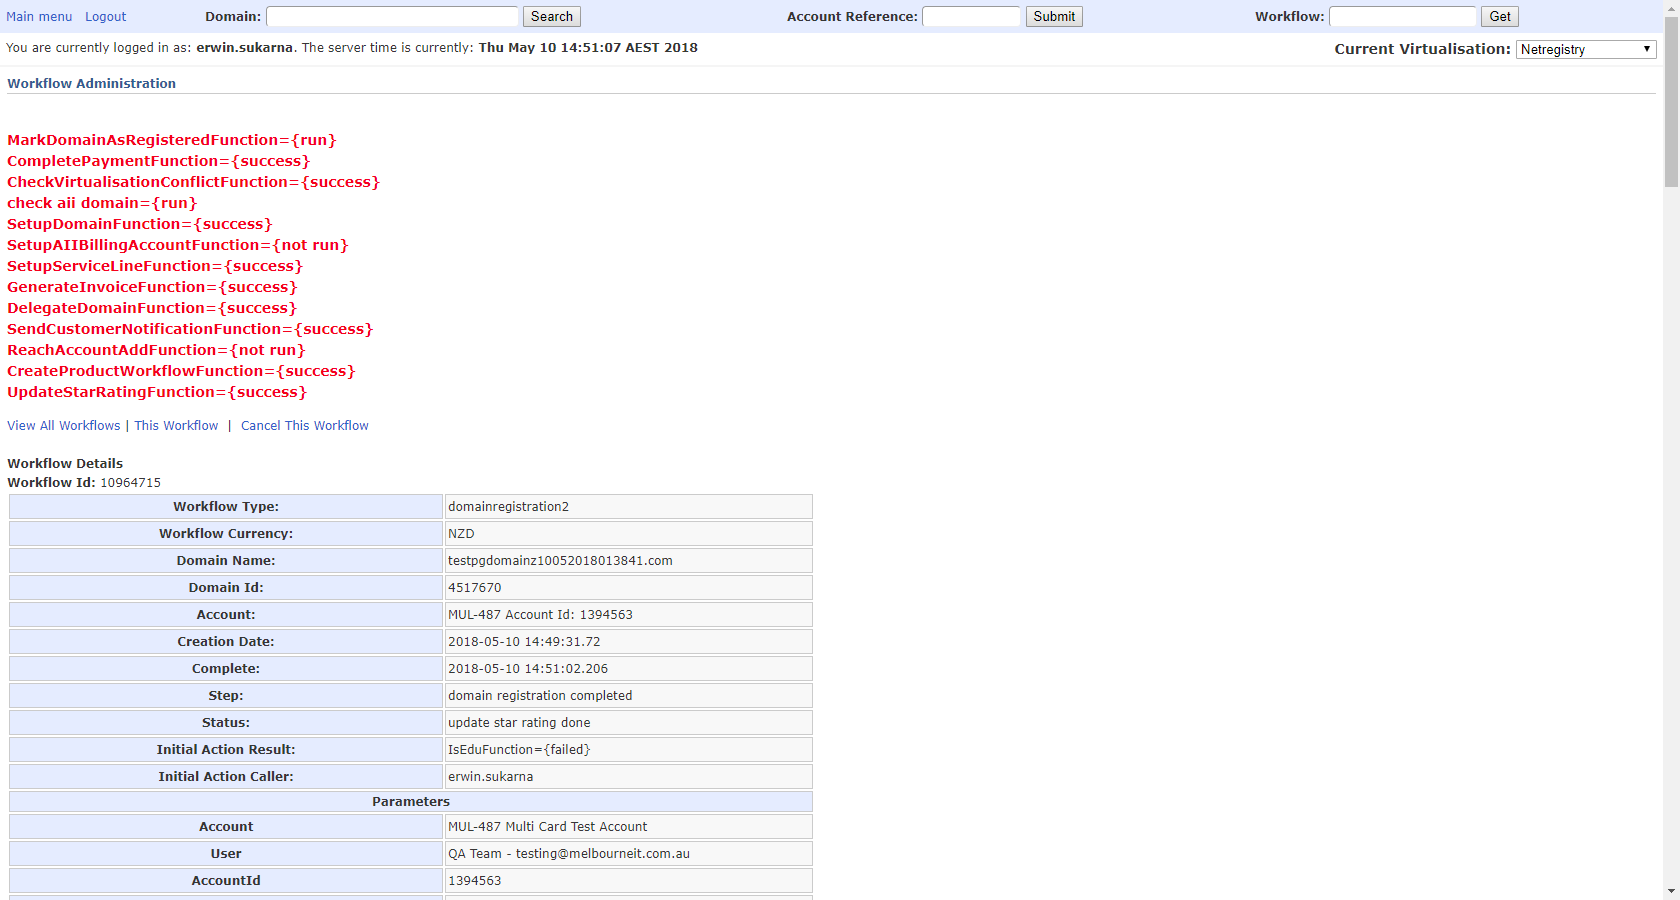 Main menu Logout Domain: Search Account Reference: Submit Workflow: Get
You are currently logged in as: erwin.sukarna. The server time is currently: Thu May 10 14:51:07 AEST 2018 Current Virtualisation: Netregistry
Workflow Administration
MarkDomainAsRegisteredFunction={run}
CompletePaymentFunction={success}
CheckVirtualisationConflictFunction={success}
check aii domain={run}
SetupDomainFunction={success}
SetupAIIBillingAccountFunction={not run}
SetupServiceLineFunction={success}
GenerateInvoiceFunction={success}
DelegateDomainFunction={success}
SendCustomerNotificationFunction={success}
ReachAccountAddFunction={not run}
CreateProductWorkflowFunction={success}
UpdateStarRatingFunction={success}
View All Workflows | This Workflow | Cancel This Workflow
Workflow Details
Workflow Id: 10964715
Workflow Type: domainregistration2
Workflow Currency: NZD
Domain Name: testpgdomainz10052018013841.com
Domain Id: 4517670
Account: MUL-487 Account Id: 1394563
Creation Date: 2018-05-10 14:49:31.72
Complete: 2018-05-10 14:51:02.206
Step: domain registration completed
Status: update star rating done
Initial Action Result: IsEduFunction={failed}
Initial Action Caller: erwin.sukarna
Parameters
Account MUL-487 Multi Card Test Account
User QA Team - testing@melbourneit.com.au
AccountId 1394563